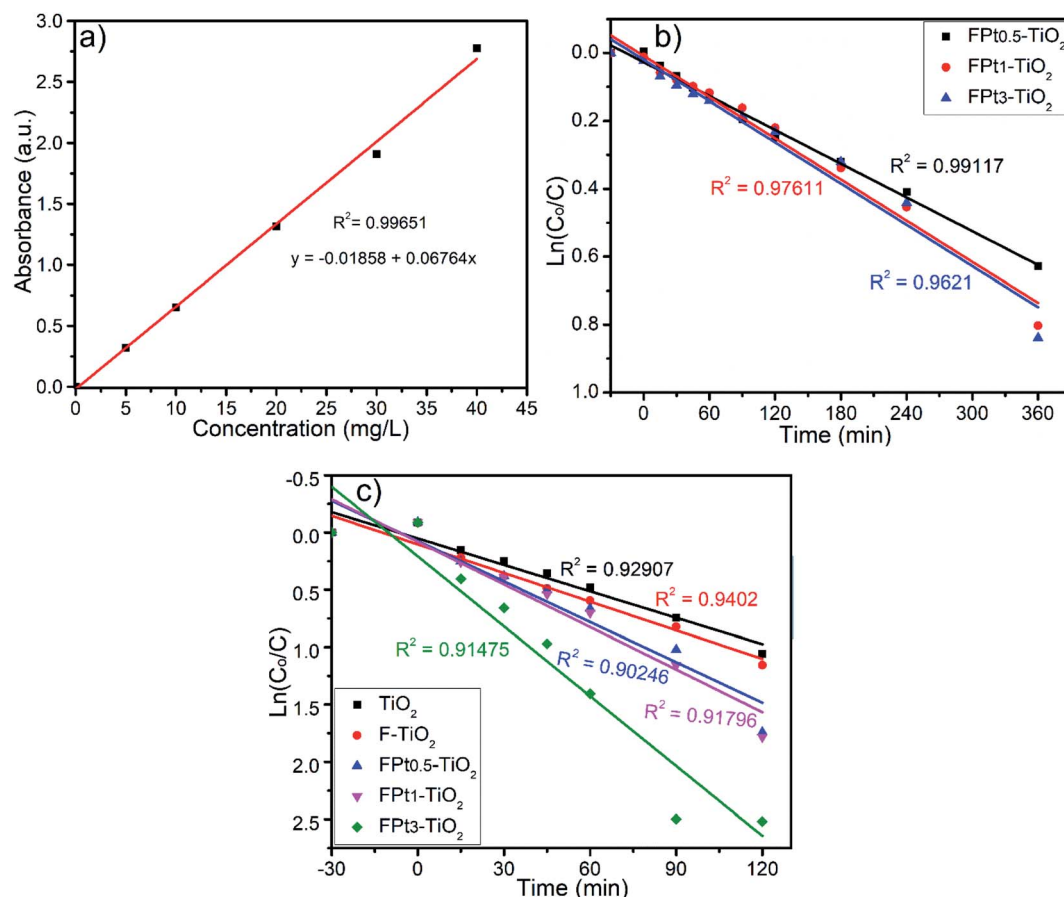 a)
Absorbance (a.u.)
3.0
2.5
2.0
1.5
1.0
0.5
0.0
R² = 0.99651
y = -0.01858 + 0.06764x
0 5 10 15 20 25 30 35 40 45
Concentration (mg/L)
b)
Ln(C₀/C)
0.0
0.2
0.4
0.6
0.8
1.0
FPt0.5-TiO₂
FPt1-TiO₂
FPt3-TiO₂
R² = 0.99117
R² = 0.97611
R² = 0.9621
0 60 120 180 240 300 360
Time (min)
c)
Ln(C₀/C)
-0.5
0.0
0.5
1.0
1.5
2.0
2.5
R² = 0.92907
R² = 0.9402
R² = 0.91475
R² = 0.90246
R² = 0.91796
TiO₂
F-TiO₂
FPt0.5-TiO₂
FPt1-TiO₂
FPt3-TiO₂
-30 0 30 60 90 120
Time (min)